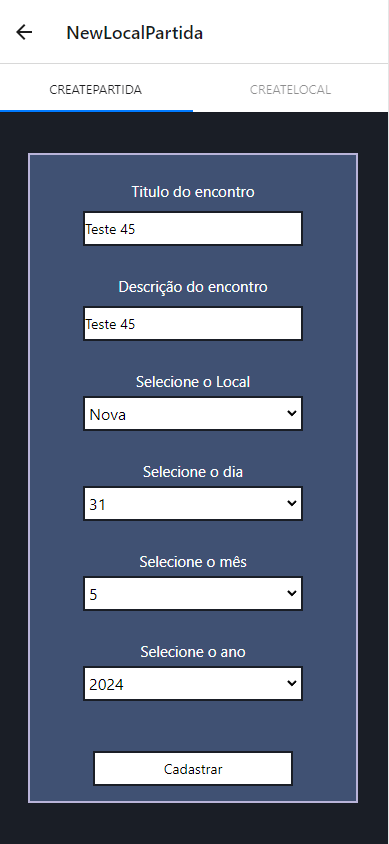 NewLocalPartida
CREATEPARTIDA
CREATELOCAL
Titulo do encontro
Teste 45
Descrição do encontro
Teste 45
Selecione o Local
Nova
Selecione o dia
31
Selecione o mês
5
Selecione o ano
2024
Cadastrar